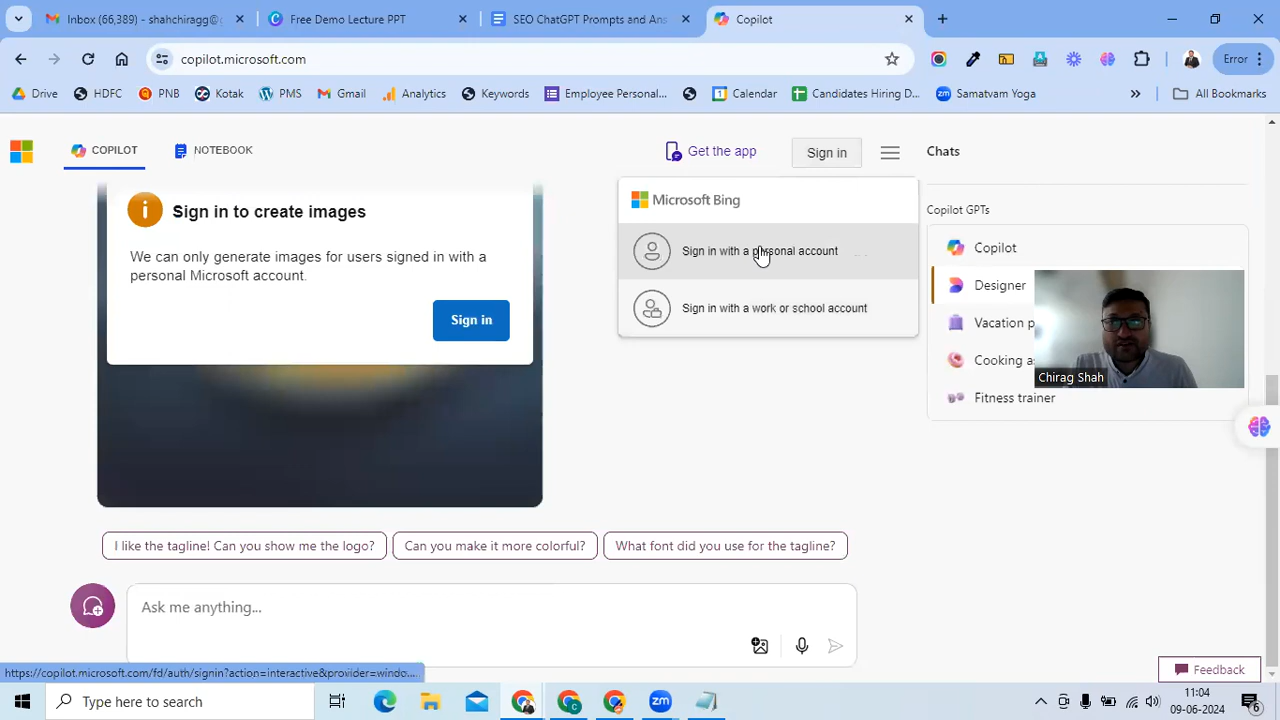 Inbox (66,389) - shahchiragg@
Free Demo Lecture PPT
SEO ChatGPT Prompts and Ans
Copilot
copilot.microsoft.com
Error
Drive
HDFC
PNB
Kotak
PMS
Gmail
Analytics
Keywords
Employee Personal...
Calendar
Candidates Hiring D...
Samatvam Yoga
All Bookmarks
COPILOT
NOTEBOOK
Get the app
Sign in
Chats
Microsoft Bing
Sign in with a personal account
Sign in with a work or school account
Sign in to create images
We can only generate images for users signed in with a
personal Microsoft account.
Sign in
Copilot GPTs
Copilot
Designer
Vacation p
Cooking a
Fitness trainer
Chirag Shah
I like the tagline! Can you show me the logo?
Can you make it more colorful?
What font did you use for the tagline?
Ask me anything...
https://copilot.microsoft.com/fd/auth/signin?action=interactive&provider=windo....
Feedback
Type here to search
11:04
09-06-2024
6